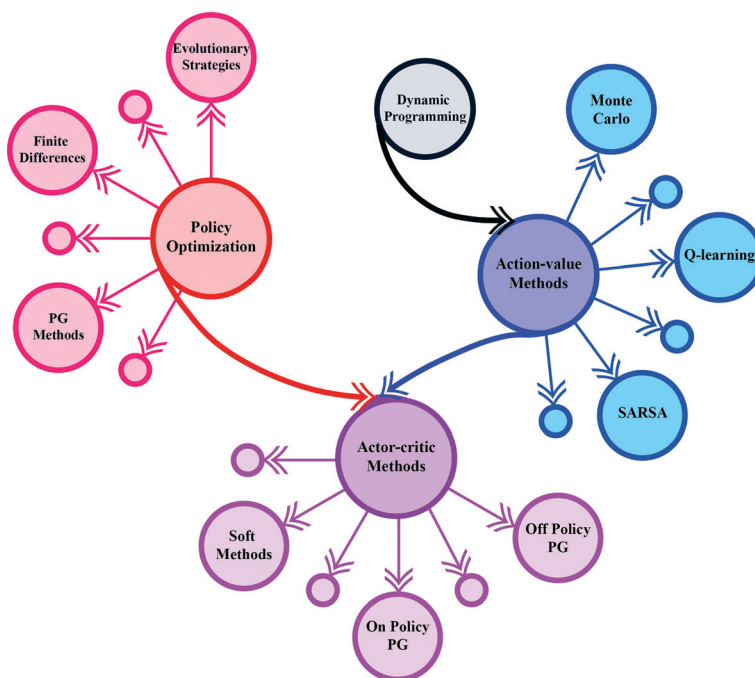 Evolutionary
Strategies
Dynamic
Programming
Monte
Carlo
Finite
Differences
Policy
Optimization
Action-value
Methods
Q-learning
PG
Methods
SARSA
Actor-critic
Methods
Soft
Methods
Off Policy
PG
On Policy
PG